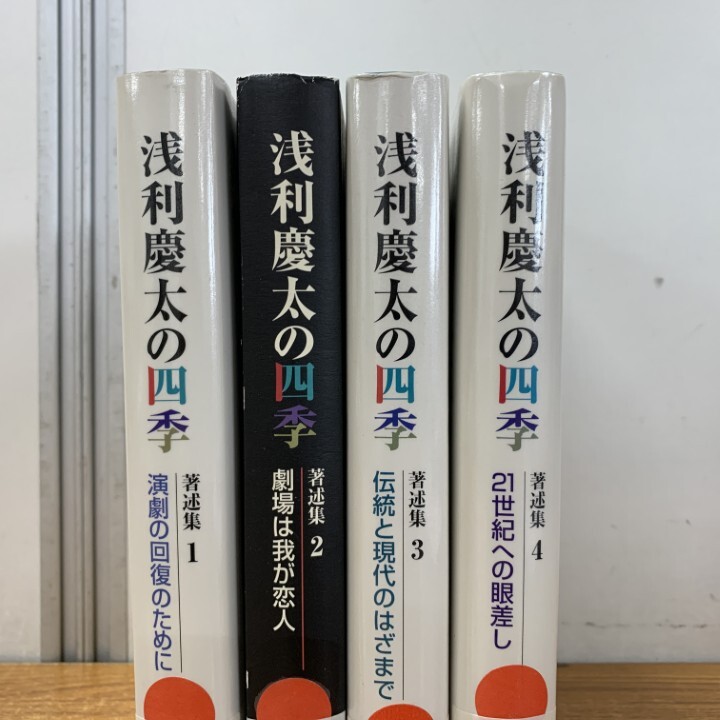 浅利慶太の四季
著述集 1
演劇の回復のために
浅利慶太の四季
著述集 2
劇場は我が恋人
浅利慶太の四季
著述集 3
伝統と現代のはざまで
浅利慶太の四季
著述集 4
21世紀への眼差し